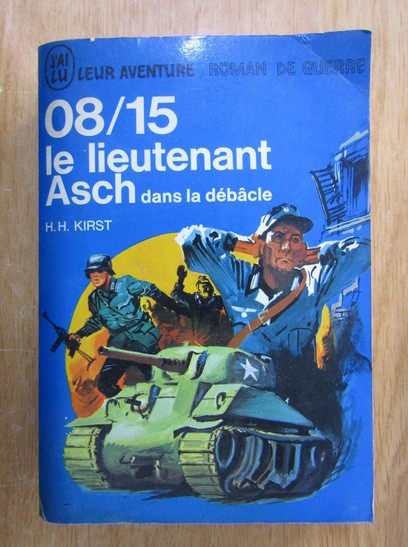 J'AI LU
LEUR AVENTURE ROMAN DE GUERRE
08/15
le lieutenant
Asch dans la débâcle
H.H. KIRST